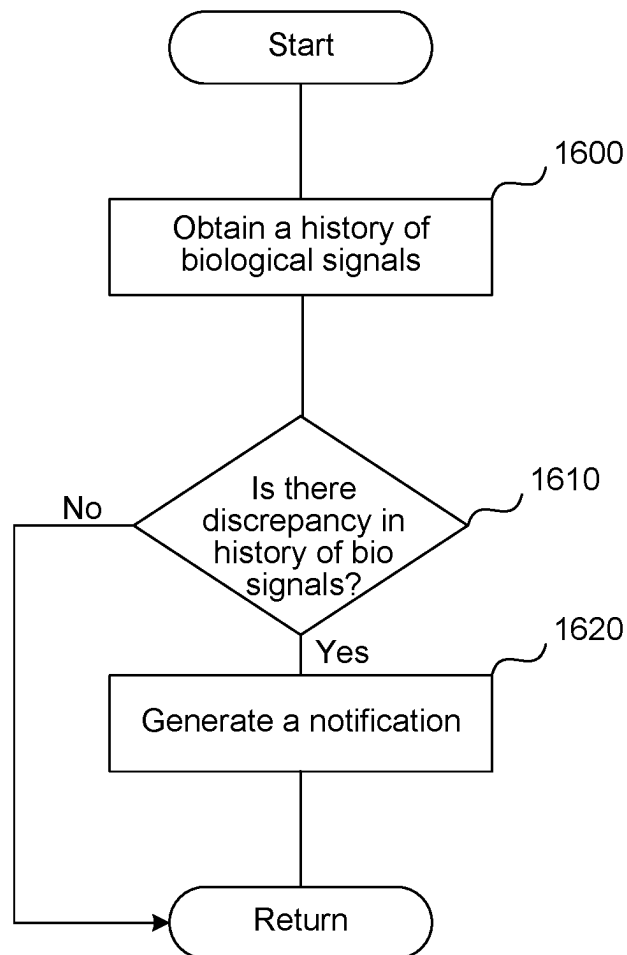 Start
1600
Obtain a history of
biological signals
1610
Is there
discrepancy in
history of bio
signals?
No
Yes
1620
Generate a notification
Return